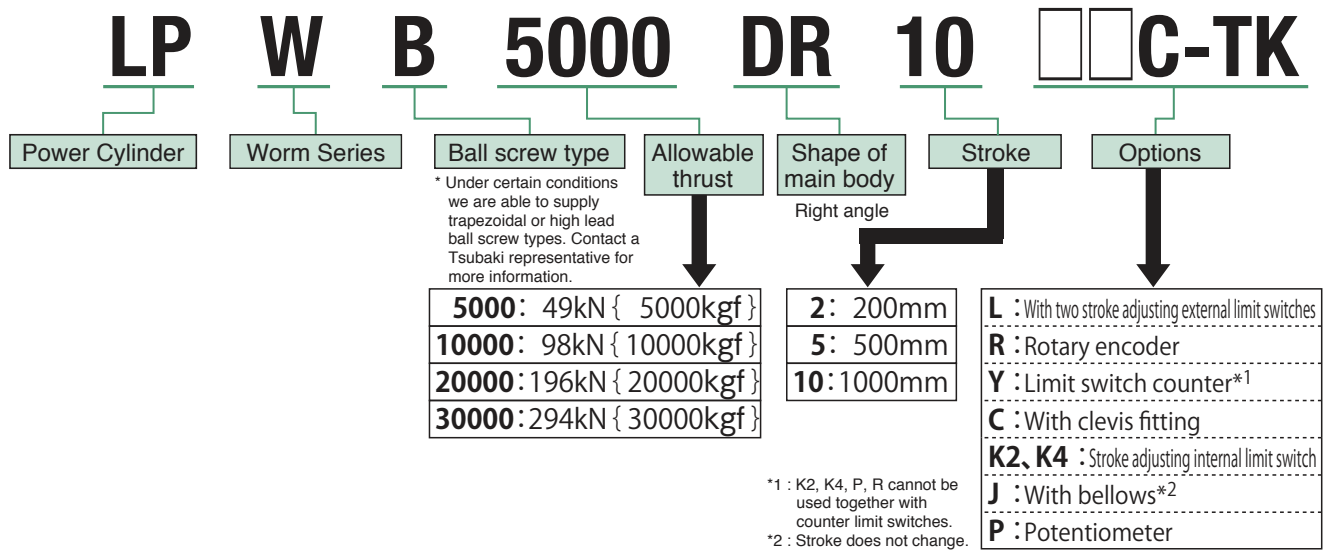 LP W B 5000 DR 10 □□C-TK
Power Cylinder
Worm Series
Ball screw type
Allowable
thrust
Shape of
main body
Stroke
Options
* Under certain conditions
we are able to supply
trapezoidal or high lead
ball screw types. Contact a
Tsubaki representative for
more information.
Right angle
5000: 49kN { 5000kgf }
10000: 98kN { 10000kgf }
20000:196kN { 20000kgf }
30000:294kN { 30000kgf }
2: 200mm
5: 500mm
10:1000mm
L :With two stroke adjusting external limit switches
R :Rotary encoder
Y :Limit switch counter*1
C :With clevis fitting
K2、K4 :Stroke adjusting internal limit switch
J :With bellows*2
P :Potentiometer
*1 : K2, K4, P, R cannot be
used together with
counter limit switches.
*2 : Stroke does not change.